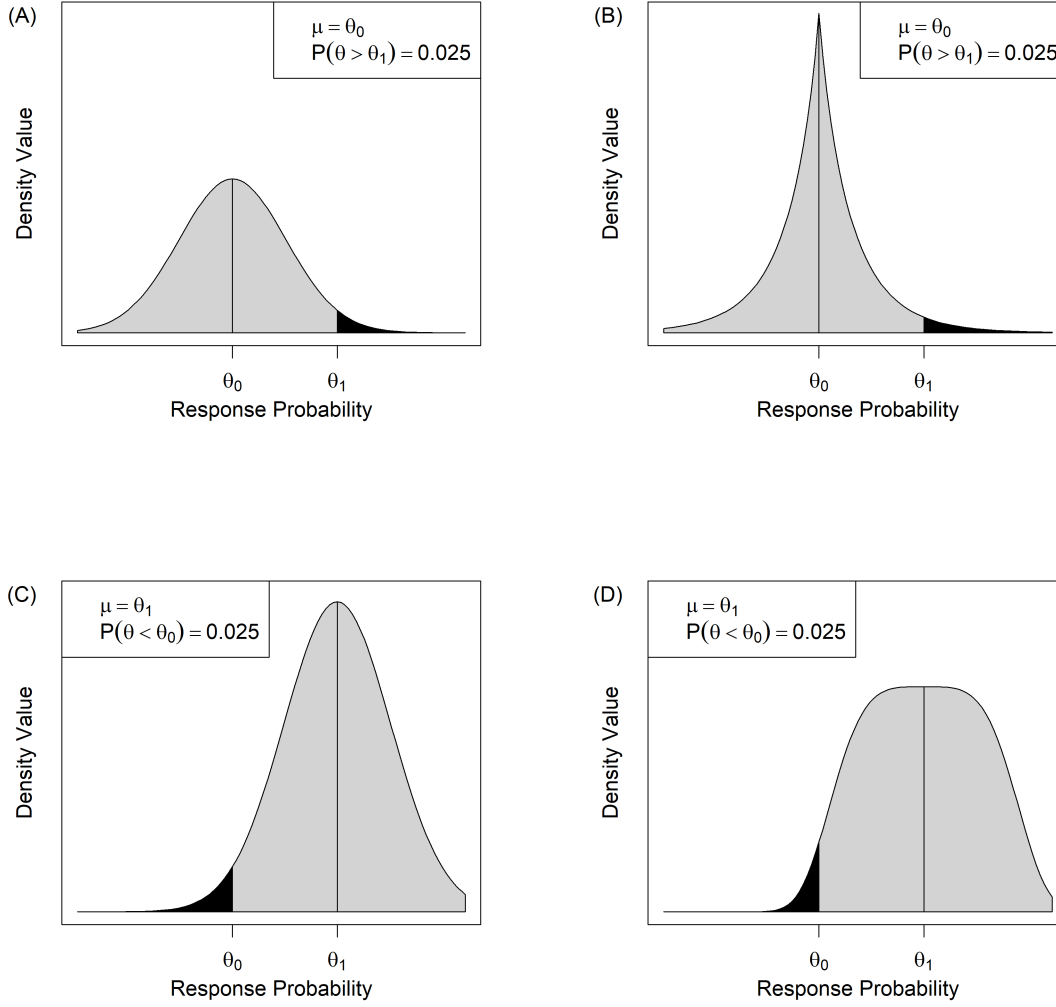 (A)
μ = θ₀
P(θ > θ₁) = 0.025
Density Value
θ₀
θ₁
Response Probability
(B)
μ = θ₀
P(θ > θ₁) = 0.025
Density Value
θ₀
θ₁
Response Probability
(C)
μ = θ₁
P(θ < θ₀) = 0.025
Density Value
θ₀
θ₁
Response Probability
(D)
μ = θ₁
P(θ < θ₀) = 0.025
Density Value
θ₀
θ₁
Response Probability